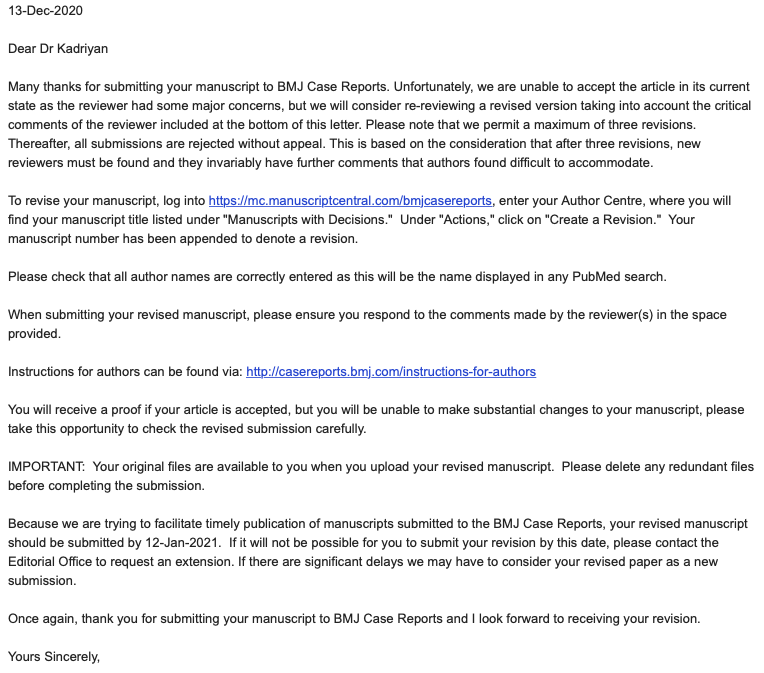 13-Dec-2020
Dear Dr Kadriyan
Many thanks for submitting your manuscript to BMJ Case Reports. Unfortunately, we are unable to accept the article in its current
state as the reviewer had some major concerns, but we will consider re-reviewing a revised version taking into account the critical
comments of the reviewer included at the bottom of this letter. Please note that we permit a maximum of three revisions.
Thereafter, all submissions are rejected without appeal. This is based on the consideration that after three revisions, new
reviewers must be found and they invariably have further comments that authors found difficult to accommodate.
To revise your manuscript, log into https://mc.manuscriptcentral.com/bmjcasereports, enter your Author Centre, where you will
find your manuscript title listed under "Manuscripts with Decisions."  Under "Actions," click on "Create a Revision."  Your
manuscript number has been appended to denote a revision.
Please check that all author names are correctly entered as this will be the name displayed in any PubMed search.
When submitting your revised manuscript, please ensure you respond to the comments made by the reviewer(s) in the space
provided.
Instructions for authors can be found via: http://casereports.bmj.com/instructions-for-authors
You will receive a proof if your article is accepted, but you will be unable to make substantial changes to your manuscript, please
take this opportunity to check the revised submission carefully.
IMPORTANT:  Your original files are available to you when you upload your revised manuscript.  Please delete any redundant files
before completing the submission.
Because we are trying to facilitate timely publication of manuscripts submitted to the BMJ Case Reports, your revised manuscript
should be submitted by 12-Jan-2021.  If it will not be possible for you to submit your revision by this date, please contact the
Editorial Office to request an extension. If there are significant delays we may have to consider your revised paper as a new
submission.
Once again, thank you for submitting your manuscript to BMJ Case Reports and I look forward to receiving your revision.
Yours Sincerely,